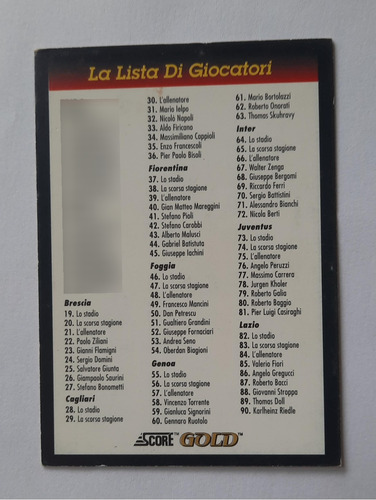 La Lista Di Giocatori
Brescia
19. Lo stadio
20. La scorsa stagione
21. L'allenatore
22. Paolo Ziliani
23. Gianni Flamigni
24. Sergio Domini
25. Salvatore Giunta
26. Giampaolo Saurini
27. Stefano Bonometti
Cagliari
28. Lo stadio
29. La scorsa stagione
30. L'allenatore
31. Mario Ielpo
32. Nicolò Napoli
33. Aldo Firicano
34. Massimiliano Cappioli
35. Enzo Francescoli
36. Pier Paolo Bisoli
Fiorentina
37. Lo stadio
38. La scorsa stagione
39. L'allenatore
40. Gian Matteo Mareggini
41. Stefano Pioli
42. Stefano Carobbi
43. Alberto Malusci
44. Gabriel Batistuta
45. Giuseppe Iachini
Foggia
46. Lo stadio
47. La scorsa stagione
48. L'allenatore
49. Francesco Mancini
50. Dan Petrescu
51. Gualtiero Grandini
52. Giuseppe Fornaciari
53. Andrea Seno
54. Oberdan Biagioni
Genoa
55. Lo stadio
56. La scorsa stagione
57. L'allenatore
58. Vincenzo Torrente
59. Gianluca Signorini
60. Gennaro Ruotolo
61. Mario Bortolazzi
62. Roberto Onorati
63. Thomas Skuhravy
Inter
64. Lo stadio
65. La scorsa stagione
66. L'allenatore
67. Walter Zenga
68. Giuseppe Bergomi
69. Riccardo Ferri
70. Sergio Battistini
71. Alessandro Bianchi
72. Nicola Berti
Juventus
73. Lo stadio
74. La scorsa stagione
75. L'allenatore
76. Angelo Peruzzi
77. Massimo Carrera
78. Jurgen Kholer
79. Roberto Galia
80. Roberto Baggio
81. Pier Luigi Casiraghi
Lazio
82. Lo stadio
83. La scorsa stagione
84. L'allenatore
85. Valerio Fiori
86. Angelo Gregucci
87. Roberto Bacci
88. Giovanni Stroppa
89. Thomas Doll
90. Karlheinz Riedle
SCORE™ GOLD™